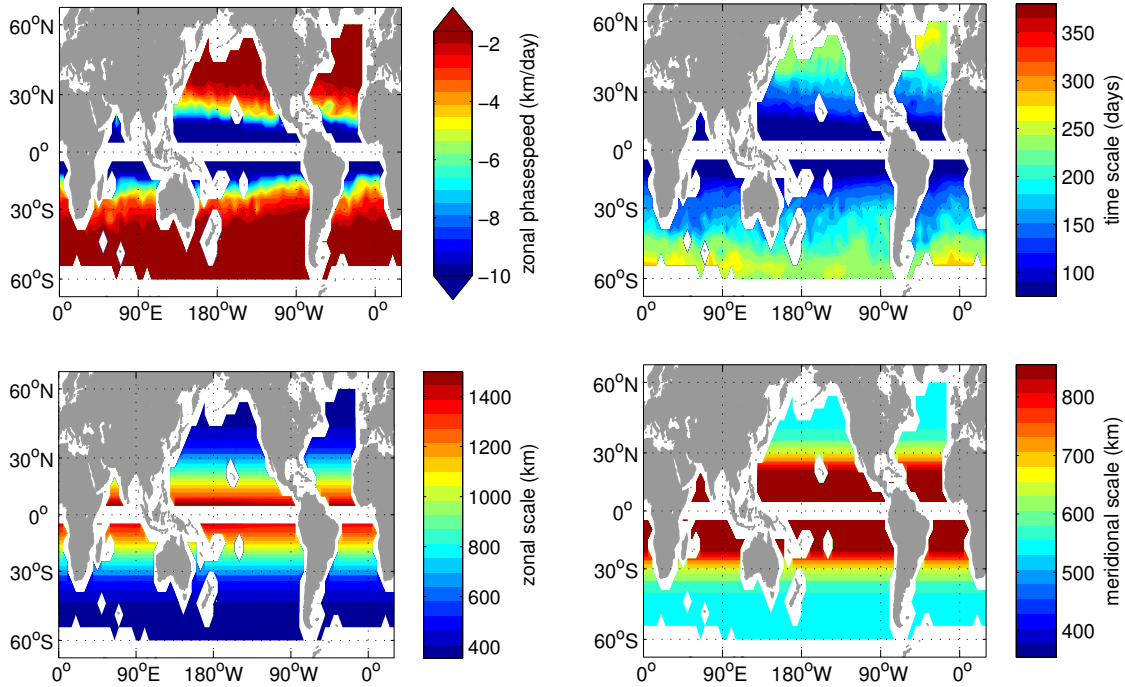 60°N
30°N
0°
30°S
60°S
0° 90°E 180°W 90°W 0°
−2
−4
−6
−8
−10
zonal phasespeed (km/day)
60°N
30°N
0°
30°S
60°S
0° 90°E 180°W 90°W 0°
350
300
250
200
150
100
time scale (days)
60°N
30°N
0°
30°S
60°S
0° 90°E 180°W 90°W 0°
1400
1200
1000
800
600
400
zonal scale (km)
60°N
30°N
0°
30°S
60°S
0° 90°E 180°W 90°W 0°
800
700
600
500
400
meridional scale (km)